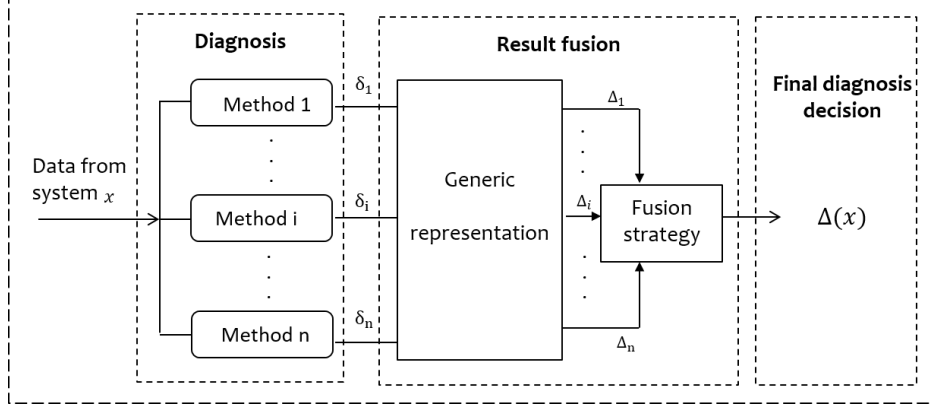 Diagnosis
Result fusion
Final diagnosis
decision
Data from
system x
Method 1
Method i
Method n
δ1
δi
δn
Generic
representation
Δ1
Δi
Δn
Fusion
strategy
Δ(x)